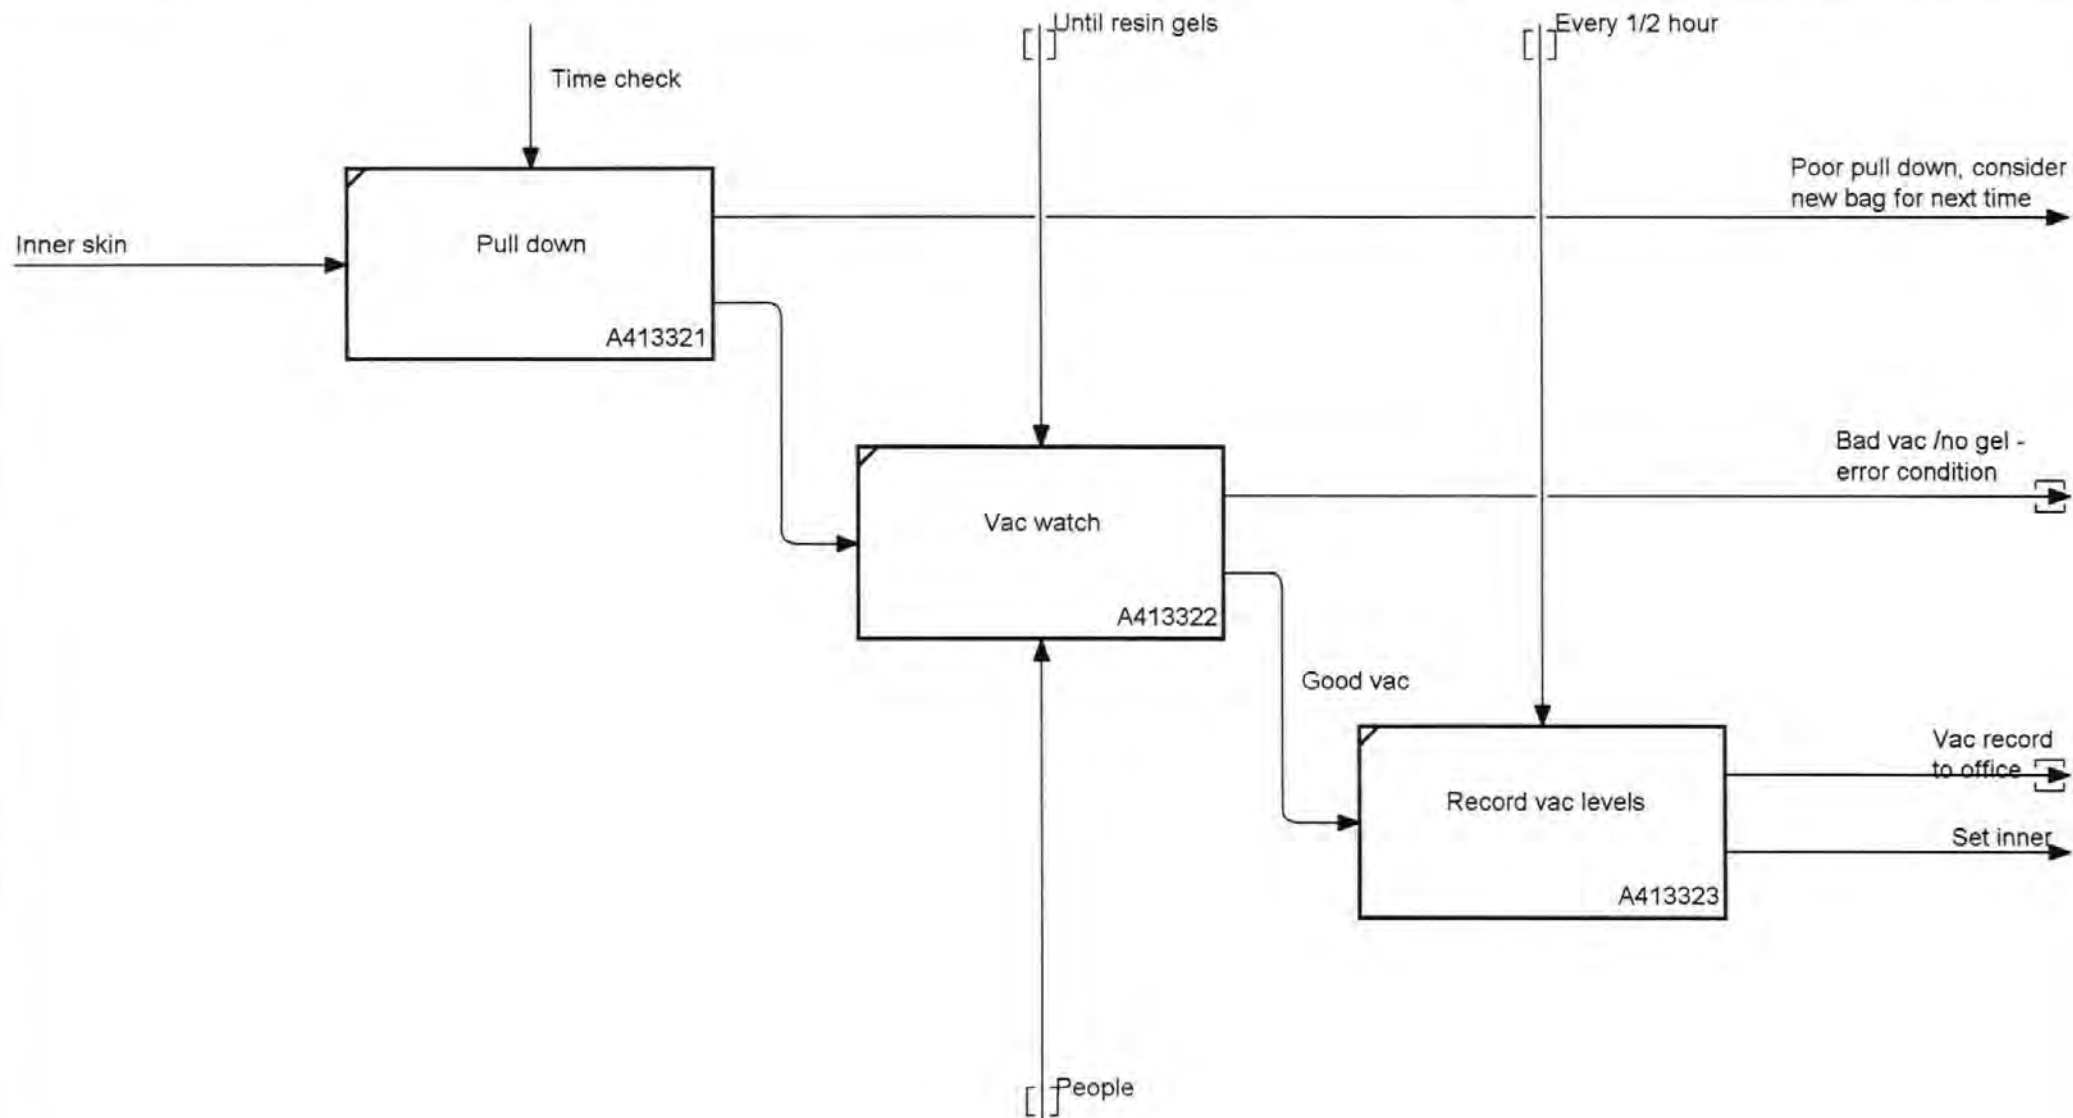 Until resin gels
Every 1/2 hour
Time check
Poor pull down, consider
new bag for next time
Inner skin
Pull down
A413321
Bad vac /no gel -
error condition
Vac watch
A413322
Good vac
Vac record
to office
Record vac levels
Set inner
A413323
People